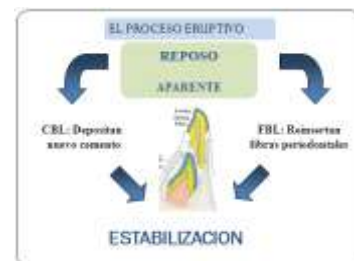 EL PROCESO ERUPTIVO
REPOSO
APARENTE
CBL: Depositan
nuevo cemento
FBL: Reinsertan
fibras periodontales
ESTABILIZACION